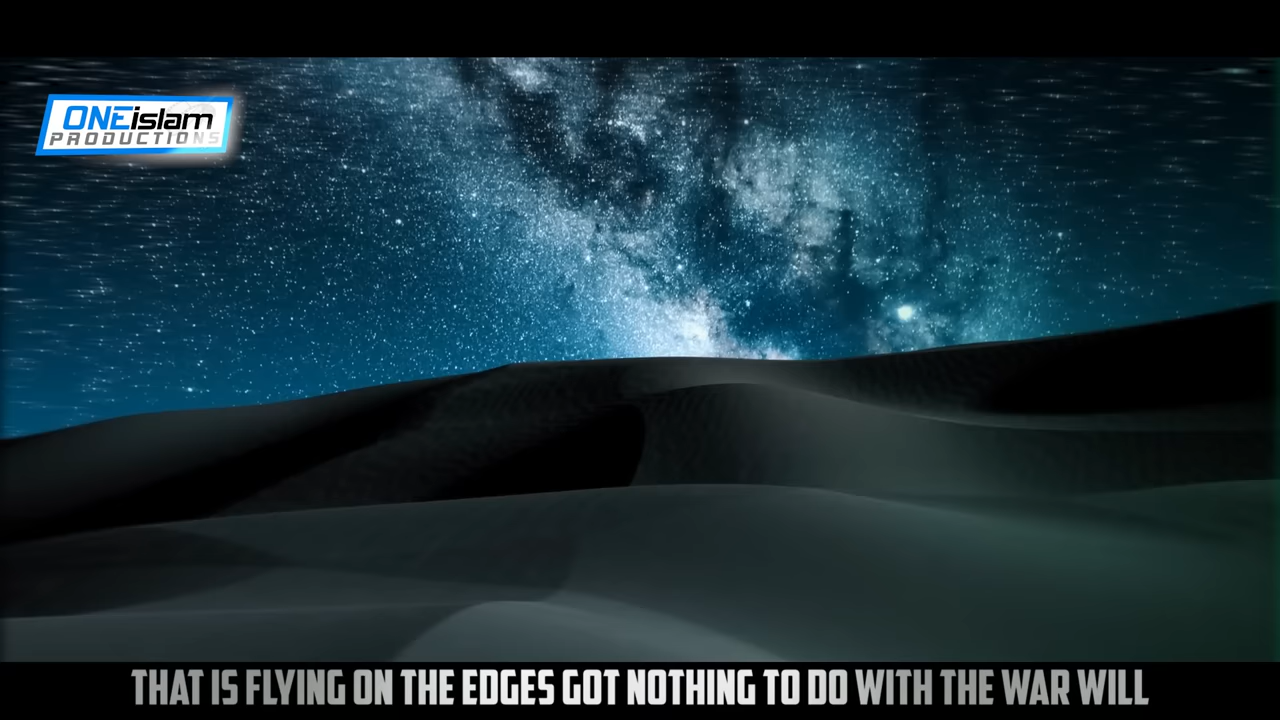 ONEislam
PRODUCTIONS
THAT IS FLYING ON THE EDGES GOT NOTHING TO DO WITH THE WAR WILL